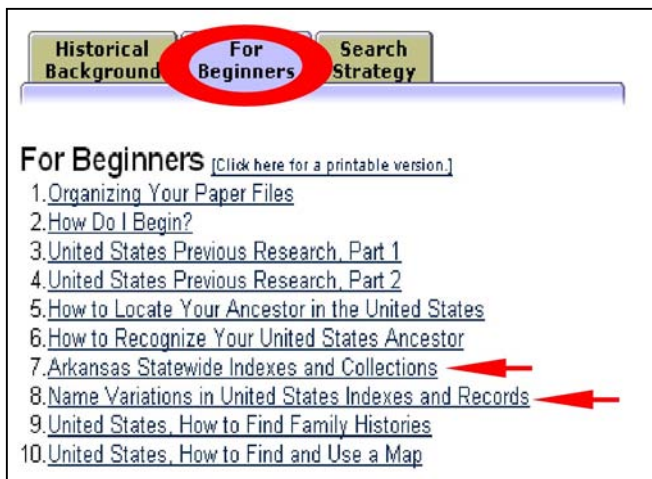 Historical Background
For Beginners
Search Strategy
For Beginners [Click here for a printable version.]
1. Organizing Your Paper Files
2. How Do I Begin?
3. United States Previous Research, Part 1
4. United States Previous Research, Part 2
5. How to Locate Your Ancestor in the United States
6. How to Recognize Your United States Ancestor
7. Arkansas Statewide Indexes and Collections
8. Name Variations in United States Indexes and Records
9. United States, How to Find Family Histories
10. United States, How to Find and Use a Map